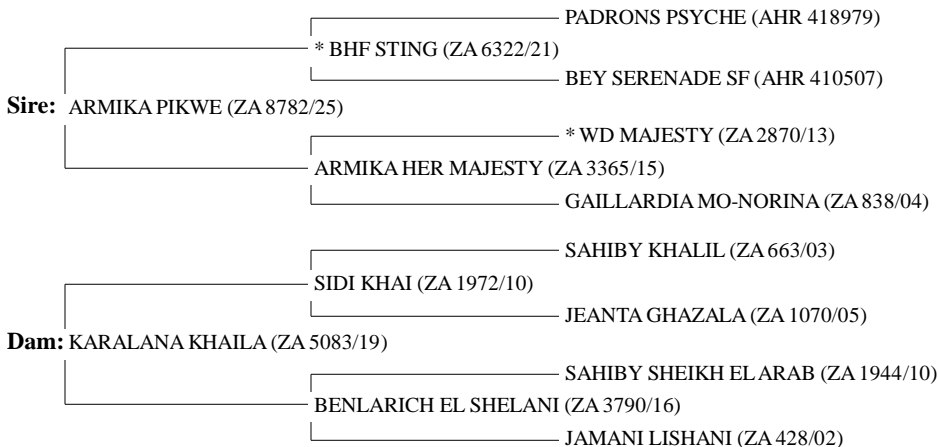 PADRONS PSYCHE (AHR 418979)
* BHF STING (ZA 6322/21)
BEY SERENADE SF (AHR 410507)
Sire: ARMIKA PIKWE (ZA 8782/25)
* WD MAJESTY (ZA 2870/13)
ARMIKA HER MAJESTY (ZA 3365/15)
GAILLARDIA MO-NORINA (ZA 838/04)
SAHIBY KHALIL (ZA 663/03)
SIDI KHAI (ZA 1972/10)
JEANTA GHAZALA (ZA 1070/05)
Dam: KARALANA KHAILA (ZA 5083/19)
SAHIBY SHEIKH EL ARAB (ZA 1944/10)
BENLARICH EL SHELANI (ZA 3790/16)
JAMANI LISHANI (ZA 428/02)